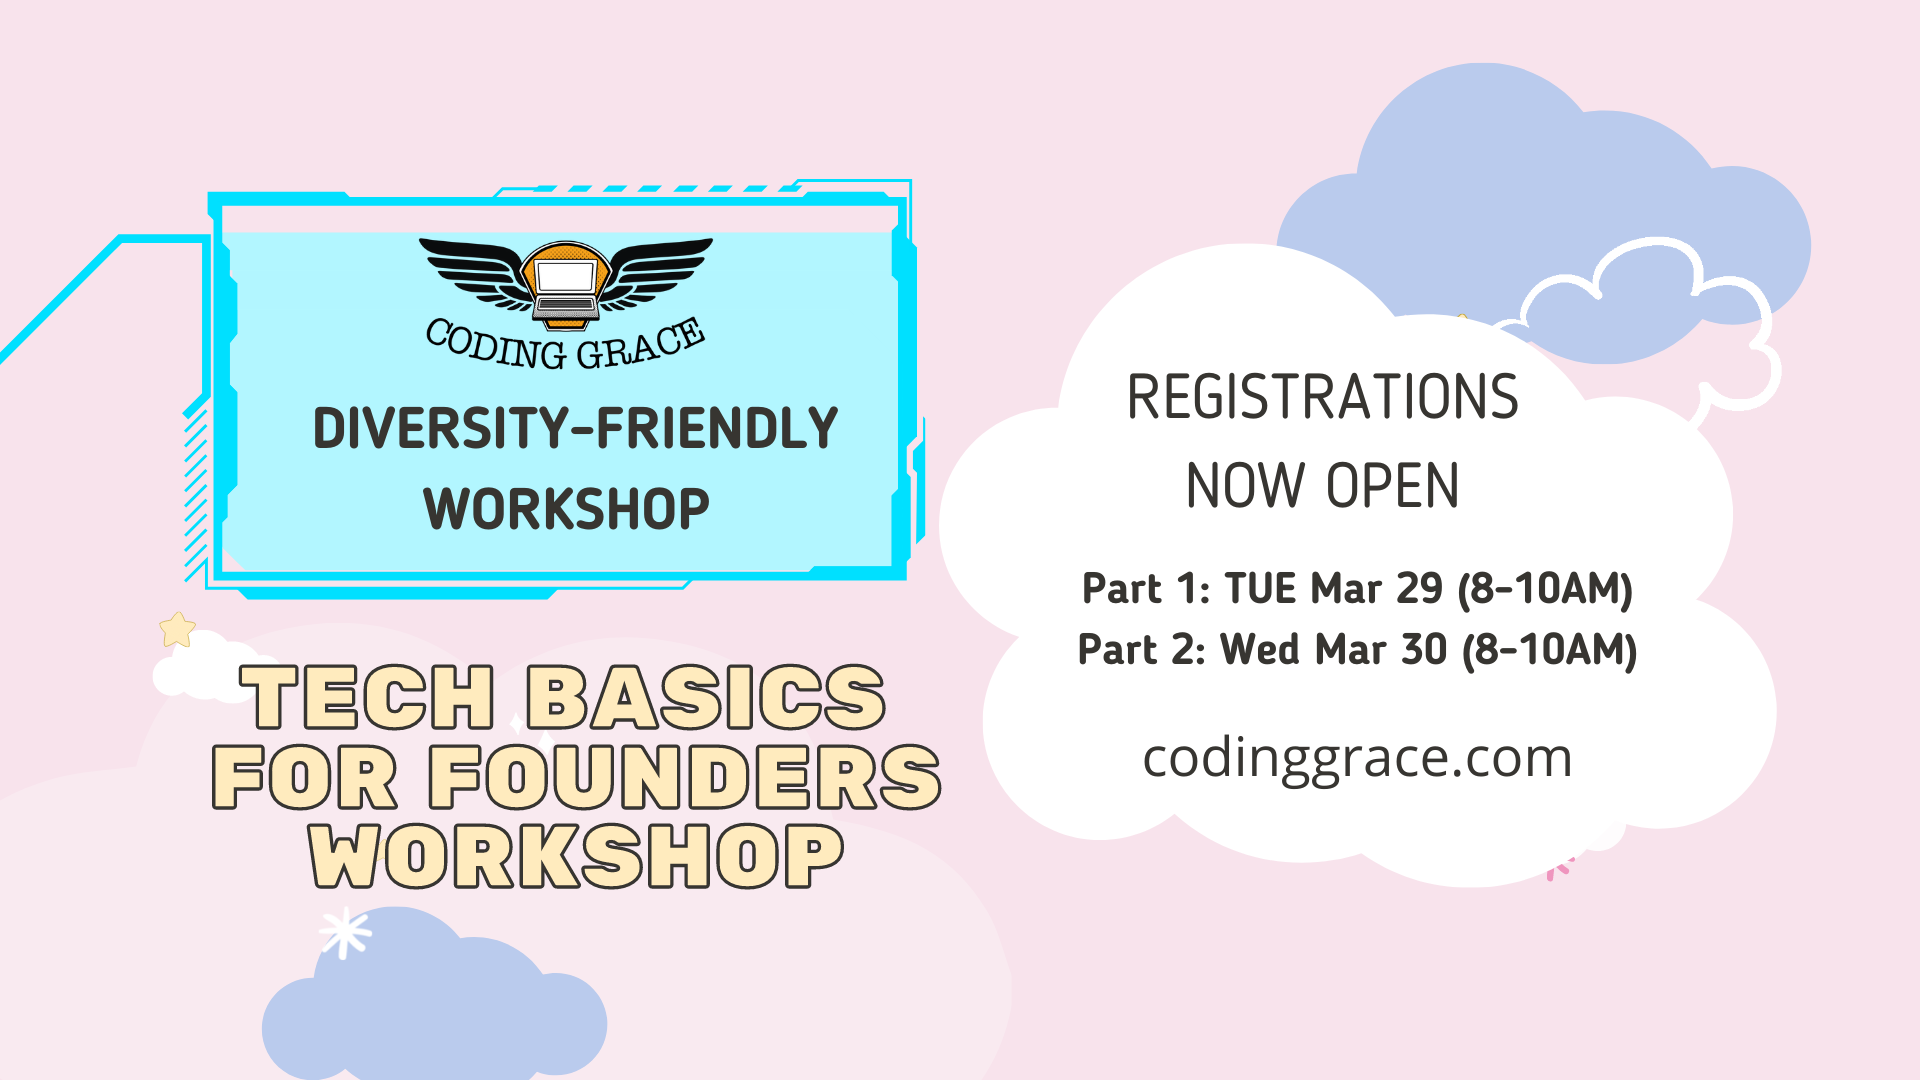 CODING GRACE
DIVERSITY-FRIENDLY
WORKSHOP
TECH BASICS
FOR FOUNDERS
WORKSHOP
REGISTRATIONS
NOW OPEN
Part 1: TUE Mar 29 (8-10AM)
Part 2: Wed Mar 30 (8-10AM)
codinggrace.com